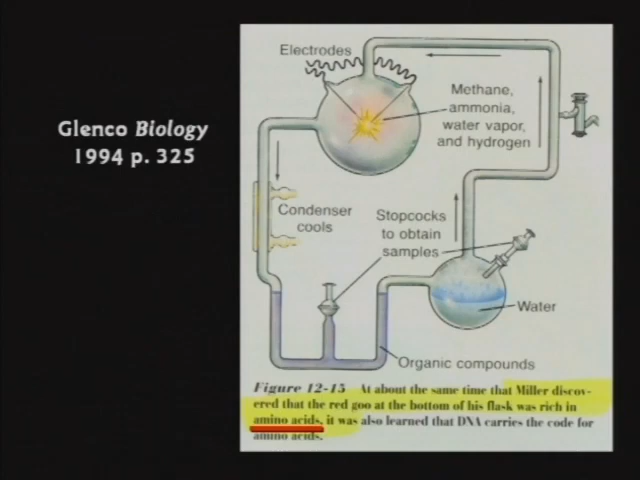 Glenco Biology
1994 p. 325
Electrodes
Methane,
ammonia,
water vapor,
and hydrogen
Condenser
cools
Stopcocks
to obtain
samples
Water
Organic compounds
Figure 12-15 At about the same time that Miller discov-
ered that the red goo at the bottom of his flask was rich in
amino acids, it was also learned that DNA carries the code for
amino acids.